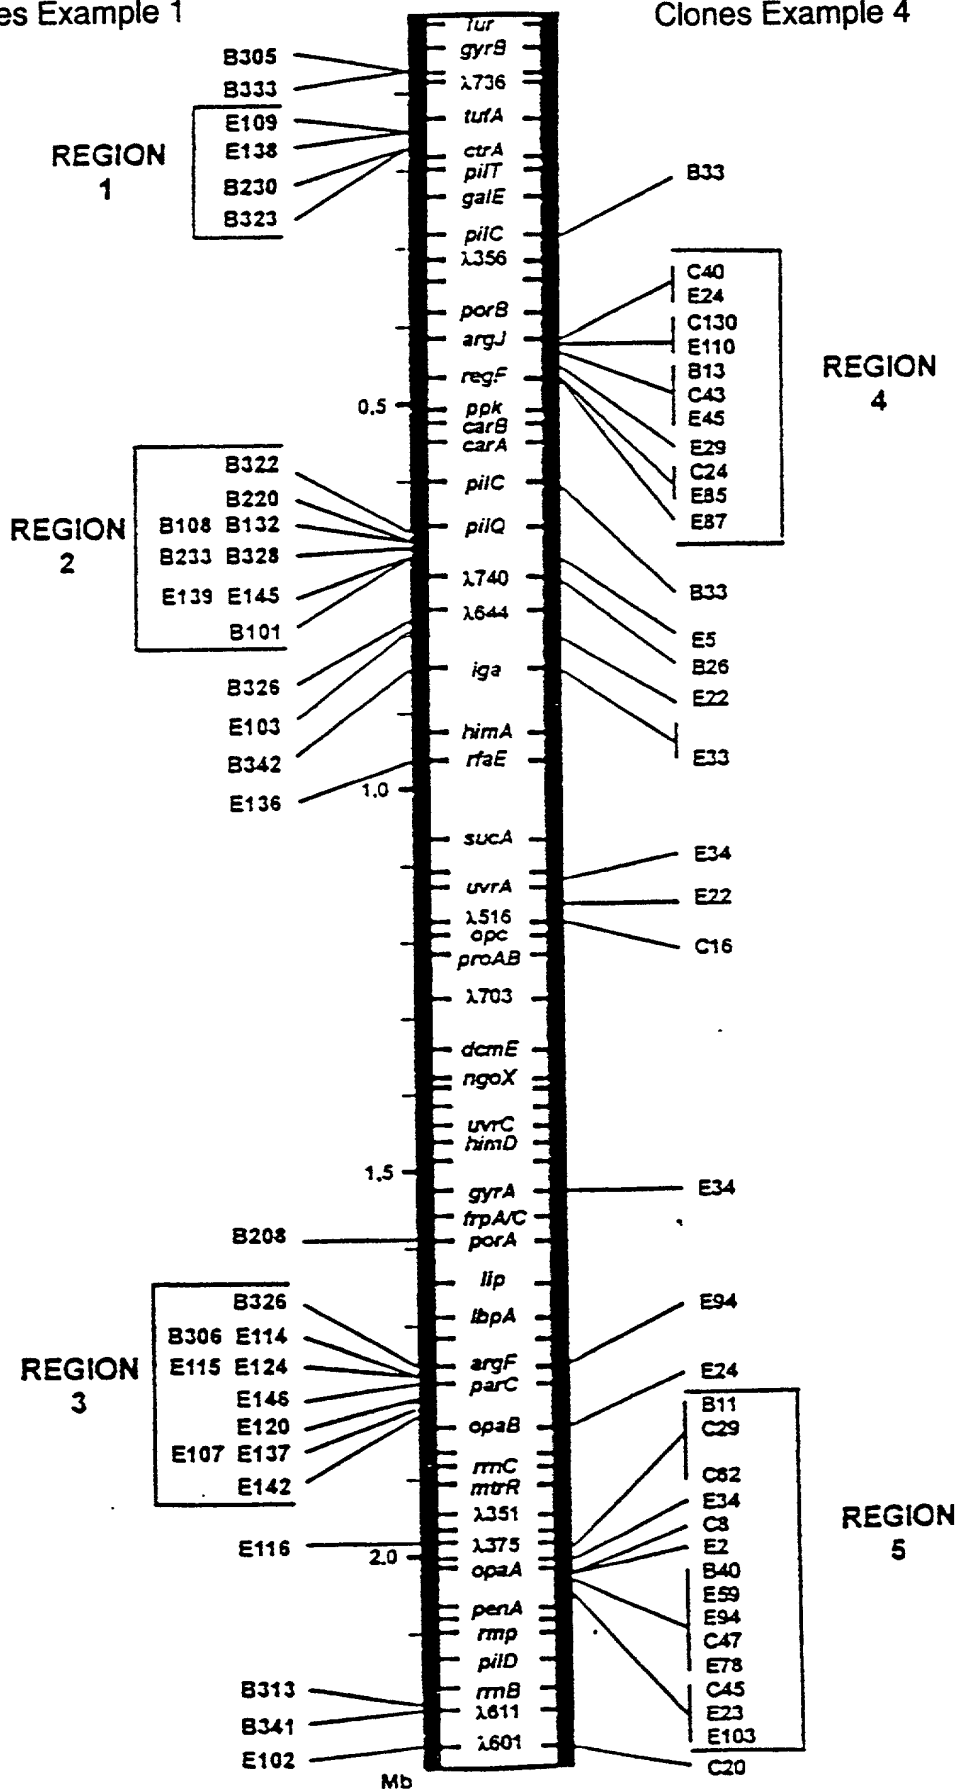 es Example 1
Clones Example 4
B305
B333
REGION
1
E109
E138
B230
B323
REGION
2
B322
B220
B108 B132
B233 B328
E139 E145
B101
B326
E103
B342
E136
B208
REGION
3
B326
B306 E114
E115 E124
E146
E120
E107 E137
E142
E116
B313
B341
E102
0,5
1,0
1,5
2,0
Mb
fur
gyrB
λ736
tufA
ctrA
pilT
galE
pilC
λ356
porB
argJ
regF
ppk
carB
carA
pilC
pilQ
λ740
λ644
iga
himA
rfaE
sucA
uvrA
λ516
opc
proAB
λ703
dcmE
ngoX
uvrC
himD
gyrA
frpA/C
porA
lip
lbpA
argF
parC
opaB
rrnC
mtrR
λ351
λ375
opaA
penA
rmp
pilD
rrnB
λ611
λ601
B33
C40
E24
C130
E110
B13
C43
E45
E29
C24
E85
E87
REGION
4
B33
E5
B26
E22
E33
E34
E22
C16
E34
E94
E24
B11
C29
C62
E34
C8
E2
B40
E59
E94
C47
E78
C45
E23
E103
REGION
5
C20